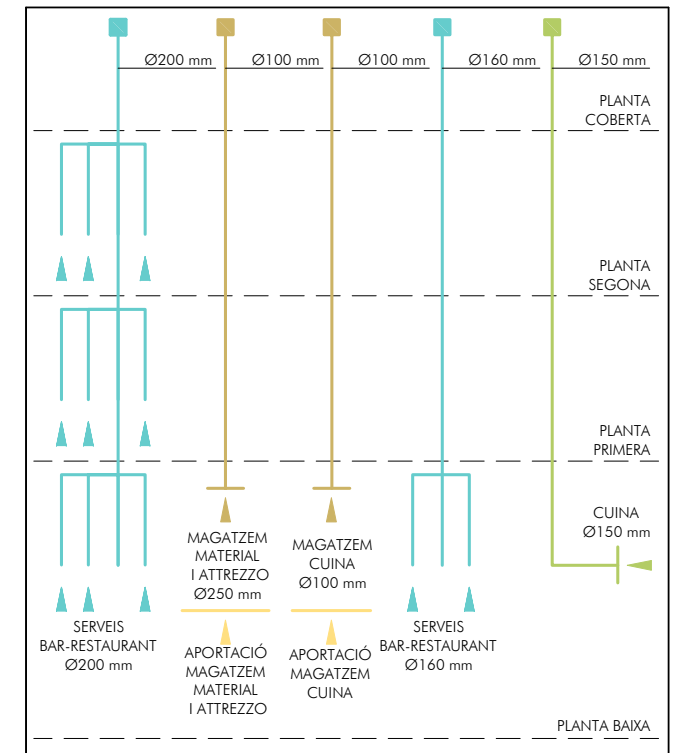 Ø200 mm
Ø100 mm
Ø100 mm
Ø160 mm
Ø150 mm
PLANTA
COBERTA
PLANTA
SEGONA
PLANTA
PRIMERA
CUINA
Ø150 mm
MAGATZEM
MATERIAL
I ATTREZZO
Ø250 mm
MAGATZEM
CUINA
Ø100 mm
SERVEIS
BAR-RESTAURANT
Ø200 mm
APORTACIÓ
MAGATZEM
MATERIAL
I ATTREZZO
APORTACIÓ
MAGATZEM
CUINA
SERVEIS
BAR-RESTAURANT
Ø160 mm
PLANTA BAIXA